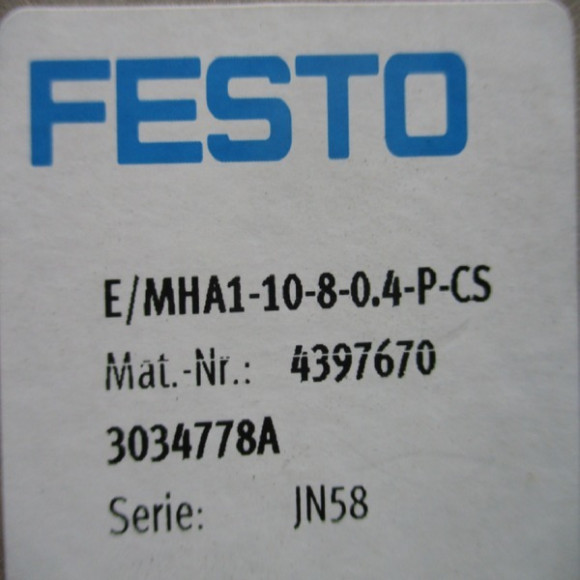 FESTO
E/MHA1-10-8-0.4-P-CS
Mat.-Nr.: 4397670
3034778A
Serie: JN58